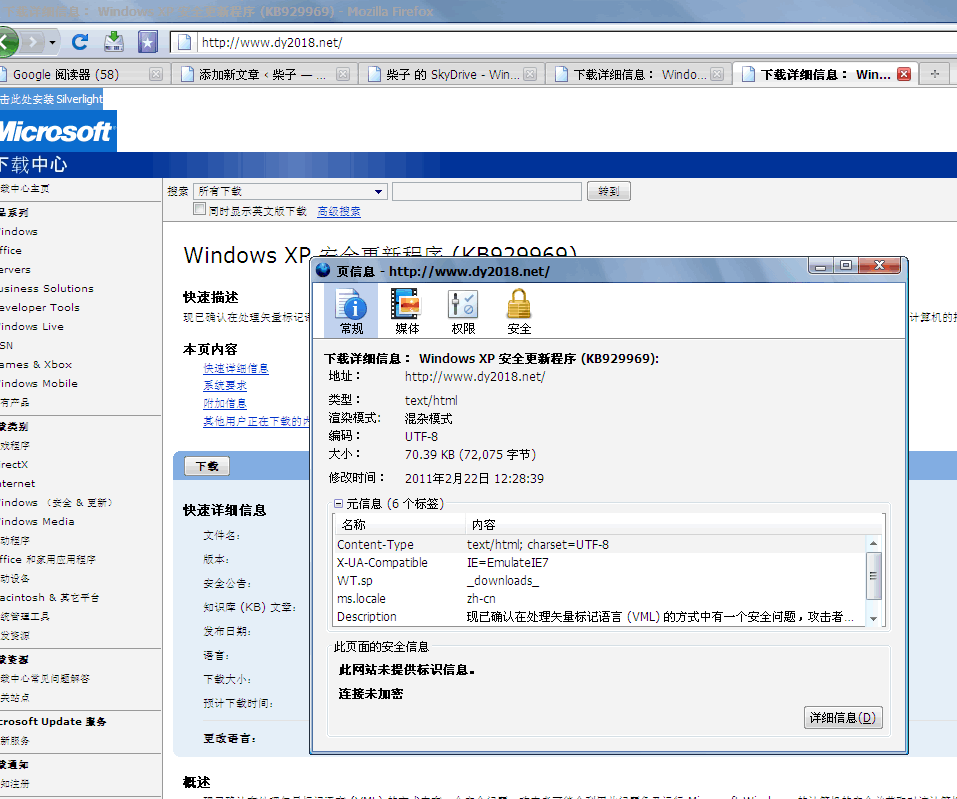 Windows XP 安全更新程序 (KB929969) - Mozilla Firefox
http://www.dy2018.net/
Google 阅读器 (58)
添加新文章 ‹ 柴子 — ...
柴子 的 SkyDrive - Win...
下载详细信息： Windo...
下载详细信息： Win...
击此处安装 Silverlight
Microsoft
下载中心
载中心主页
品系列
indows
ffice
ervers
usiness Solutions
eveloper Tools
indows Live
SN
ames & Xbox
indows Mobile
有产品
载类别
戏程序
rectX
nternet
indows （安全 & 更新）
indows Media
动程序
ffice 和家用应用程序
动设备
acintosh & 其它平台
统管理工具
发资源
载资源
载中心常见问题解答
关站点
crosoft Update 服务
新服务
载通知
知注册
搜索
所有下载
转到
同时显示英文版下载
高级搜索
Windows XP 安全更新程序 (KB929969)
快速描述
现已确认在处理矢量标记
计算机的
本页内容
快速详细信息
系统要求
附加信息
其他用户正在下载的
下载
快速详细信息
文件名:
版本:
安全公告:
知识库 (KB) 文章:
发布日期:
语言:
下载大小:
预计下载时间:
更改语言:
概述
页信息 - http://www.dy2018.net/
常规
媒体
权限
安全
下载详细信息： Windows XP 安全更新程序 (KB929969):
地址： http://www.dy2018.net/
类型： text/html
渲染模式: 混杂模式
编码： UTF-8
大小： 70.39 KB (72,075 字节)
修改时间： 2011年2月22日 12:28:39
元信息 (6 个标签)
名称 内容
Content-Type text/html; charset=UTF-8
X-UA-Compatible IE=EmulateIE7
WT.sp _downloads_
ms.locale zh-cn
Description 现已确认在处理矢量标记语言 (VML) 的方式中有一个安全问题，攻击者...
此页面的安全信息
此网站未提供标识信息。
连接未加密
详细信息(D)